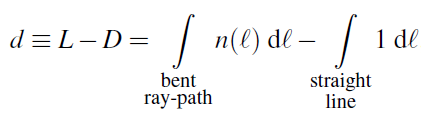 d ≡ L − D = ∫ n(ℓ) dℓ − ∫ 1 dℓ
bent straight
ray-path line